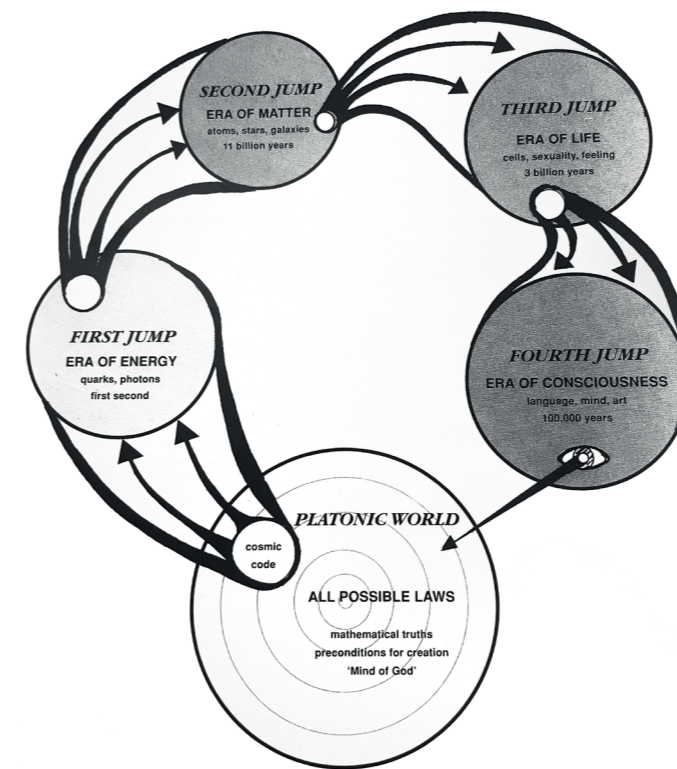 SECOND JUMP
ERA OF MATTER
atoms, stars, galaxies
11 billion years
THIRD JUMP
ERA OF LIFE
cells, sexuality, feeling
3 billion years
FIRST JUMP
ERA OF ENERGY
quarks, photons
first second
FOURTH JUMP
ERA OF CONSCIOUSNESS
language, mind, art
100,000 years
PLATONIC WORLD
cosmic
code
ALL POSSIBLE LAWS
mathematical truths
preconditions for creation
‘Mind of God’